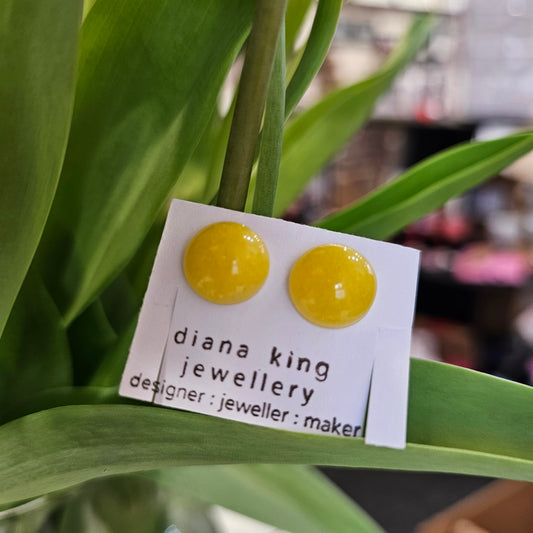 diana king
jewellery
designer : jeweller : maker